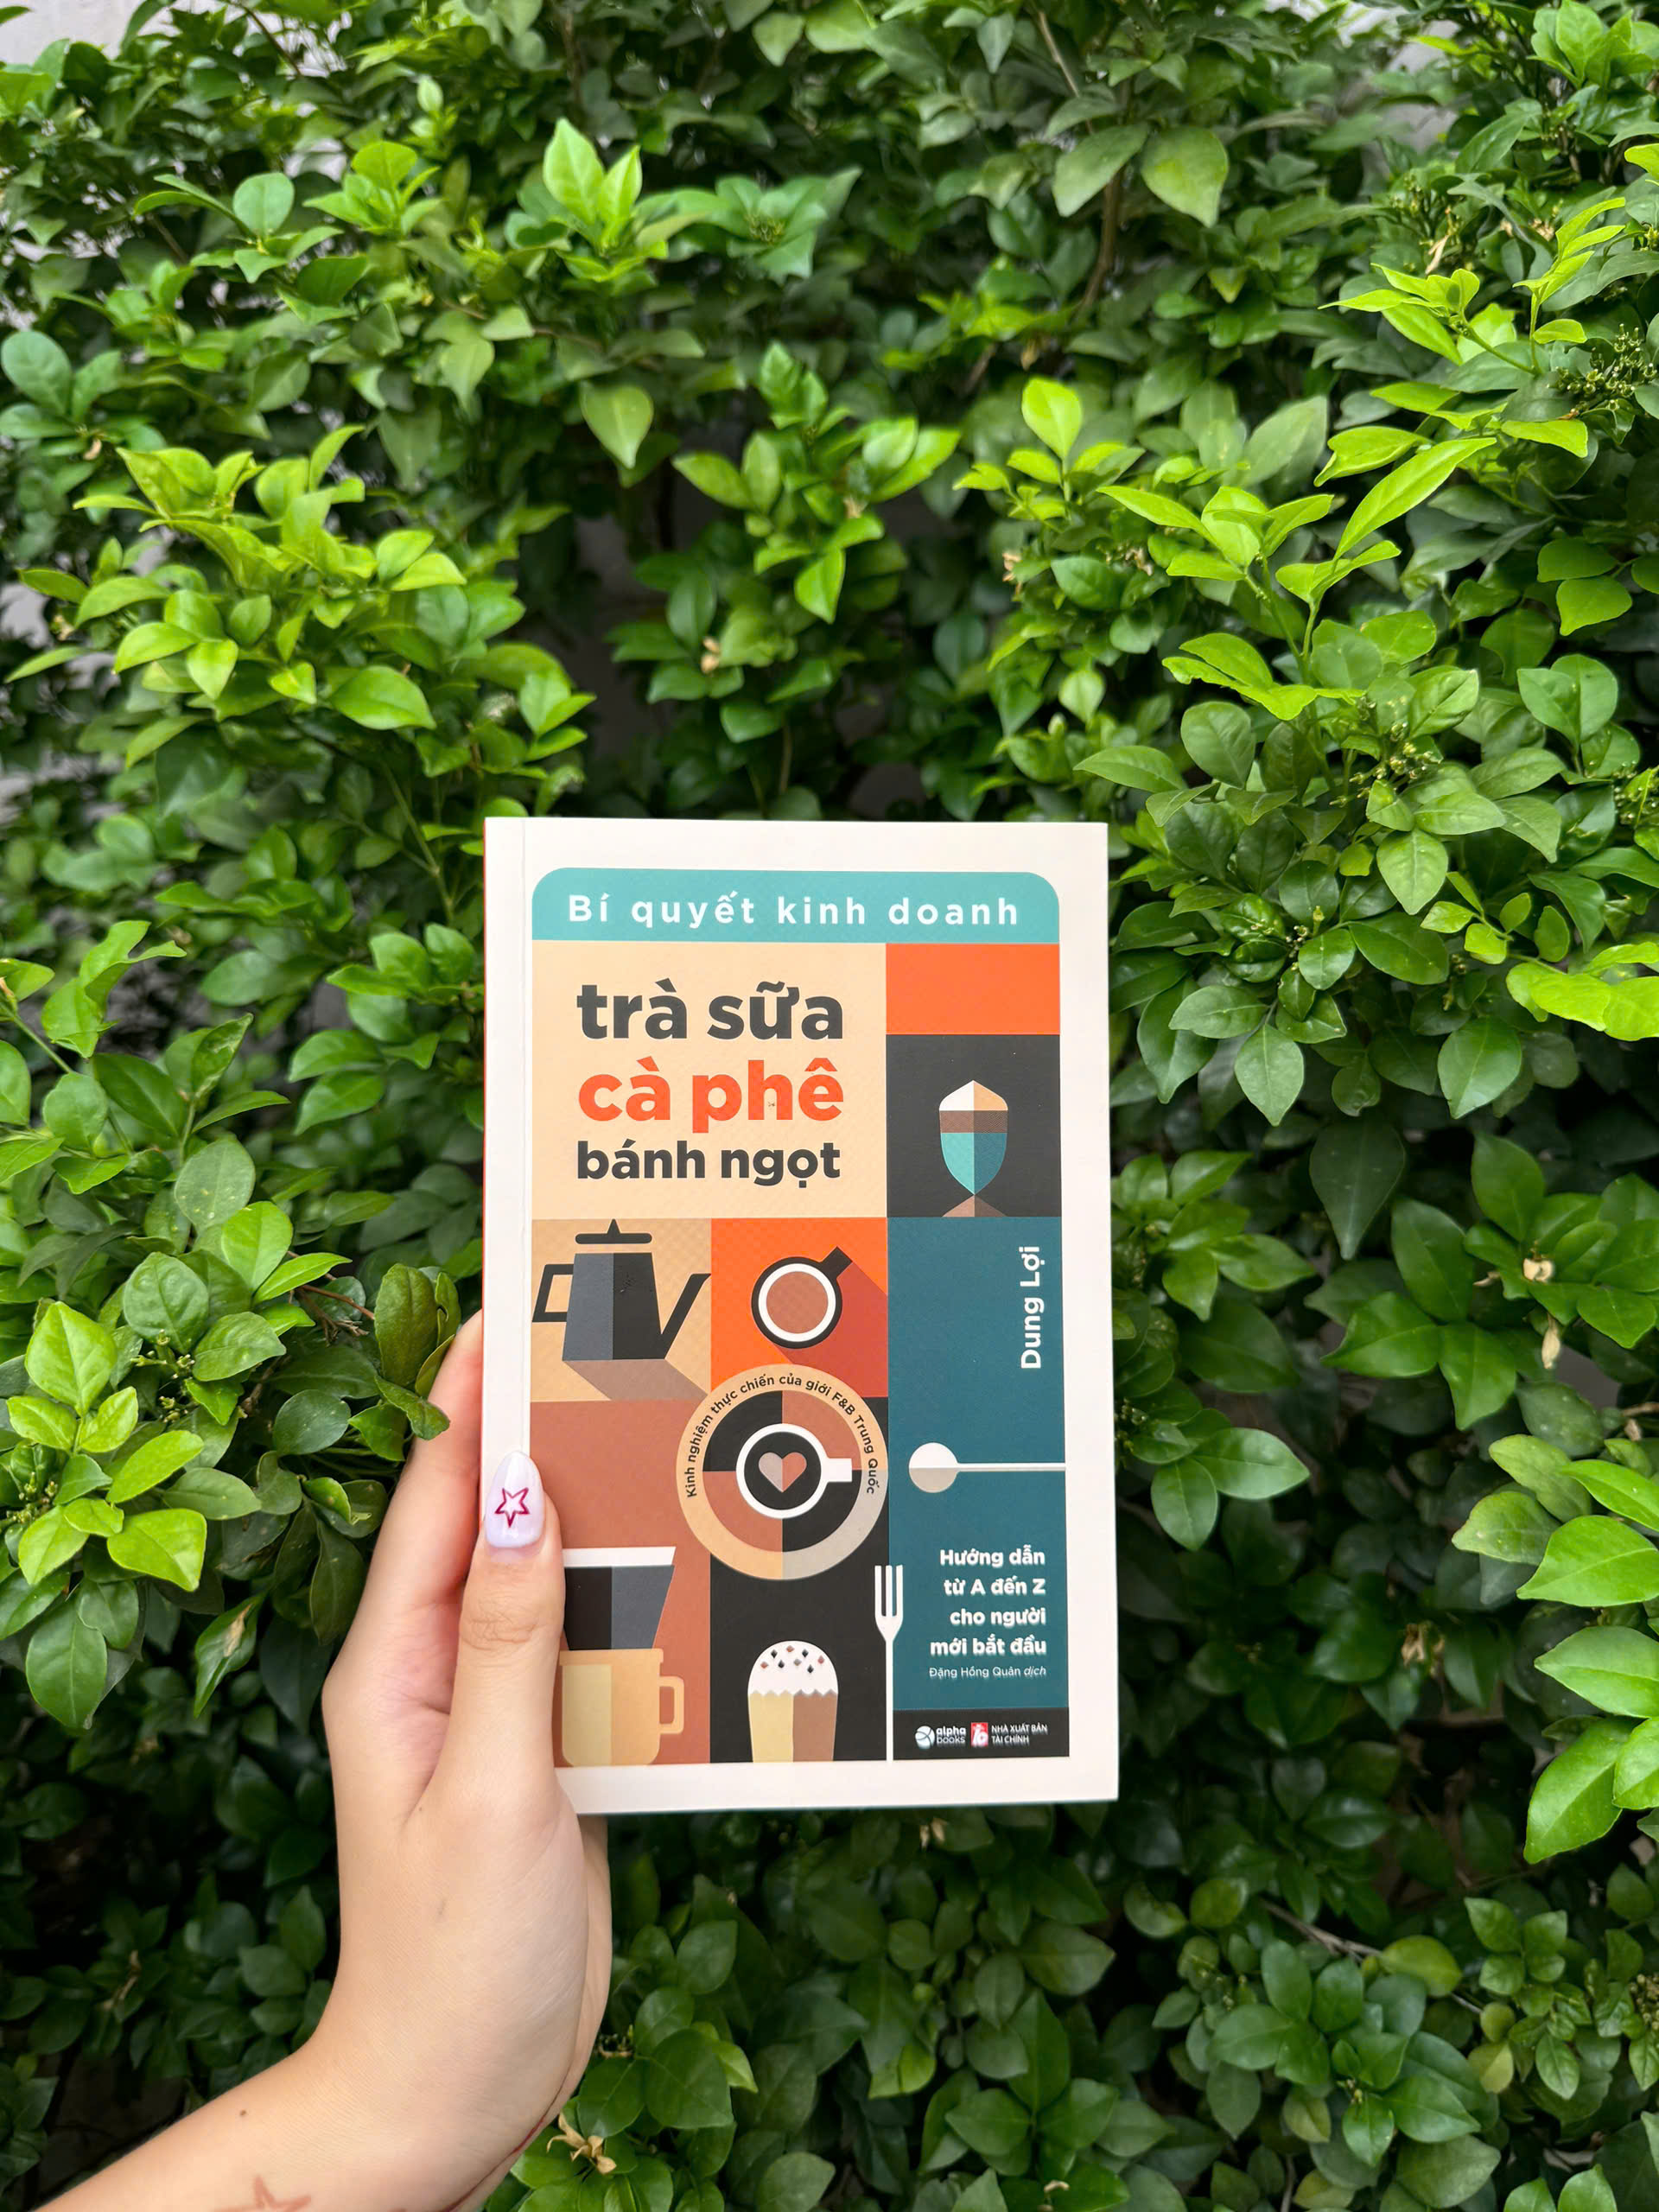 Bí quyết kinh doanh
trà sữa
cà phê
bánh ngọt
Dung Lợi
Kinh nghiệm thực chiến của giới F&B Trung Quốc
Hướng dẫn
từ A đến Z
cho người
mới bắt đầu
Đặng Hồng Quân dịch
alpha
books
NHÀ XUẤT BẢN
TÀI CHÍNH